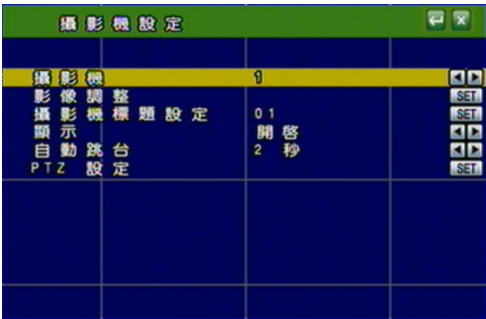 攝影機設定
攝影機 1
影像調整 SET
攝影機標題設定 01
顯示 開啓
自動跳台 2 秒
PTZ 設定 SET